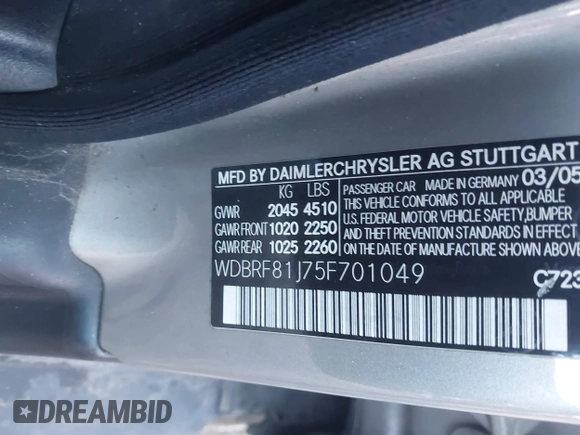 MFD BY DAIMLERCHRYSLER AG STUTTGART
KG LBS
GVWR 2045 4510
GAWR FRONT 1020 2250
GAWR REAR 1025 2260
PASSENGER CAR MADE IN GERMANY 03/05
THIS VEHICLE CONFORMS TO ALL APPLICABLE
U.S. FEDERAL MOTOR VEHICLE SAFETY, BUMPER
AND THEFT PREVENTION STANDARDS IN EFFECT
ON THE DATE OF MANUFACTURE SHOWN ABOVE.
WDBRF81J75F701049
C723
DREAMBID